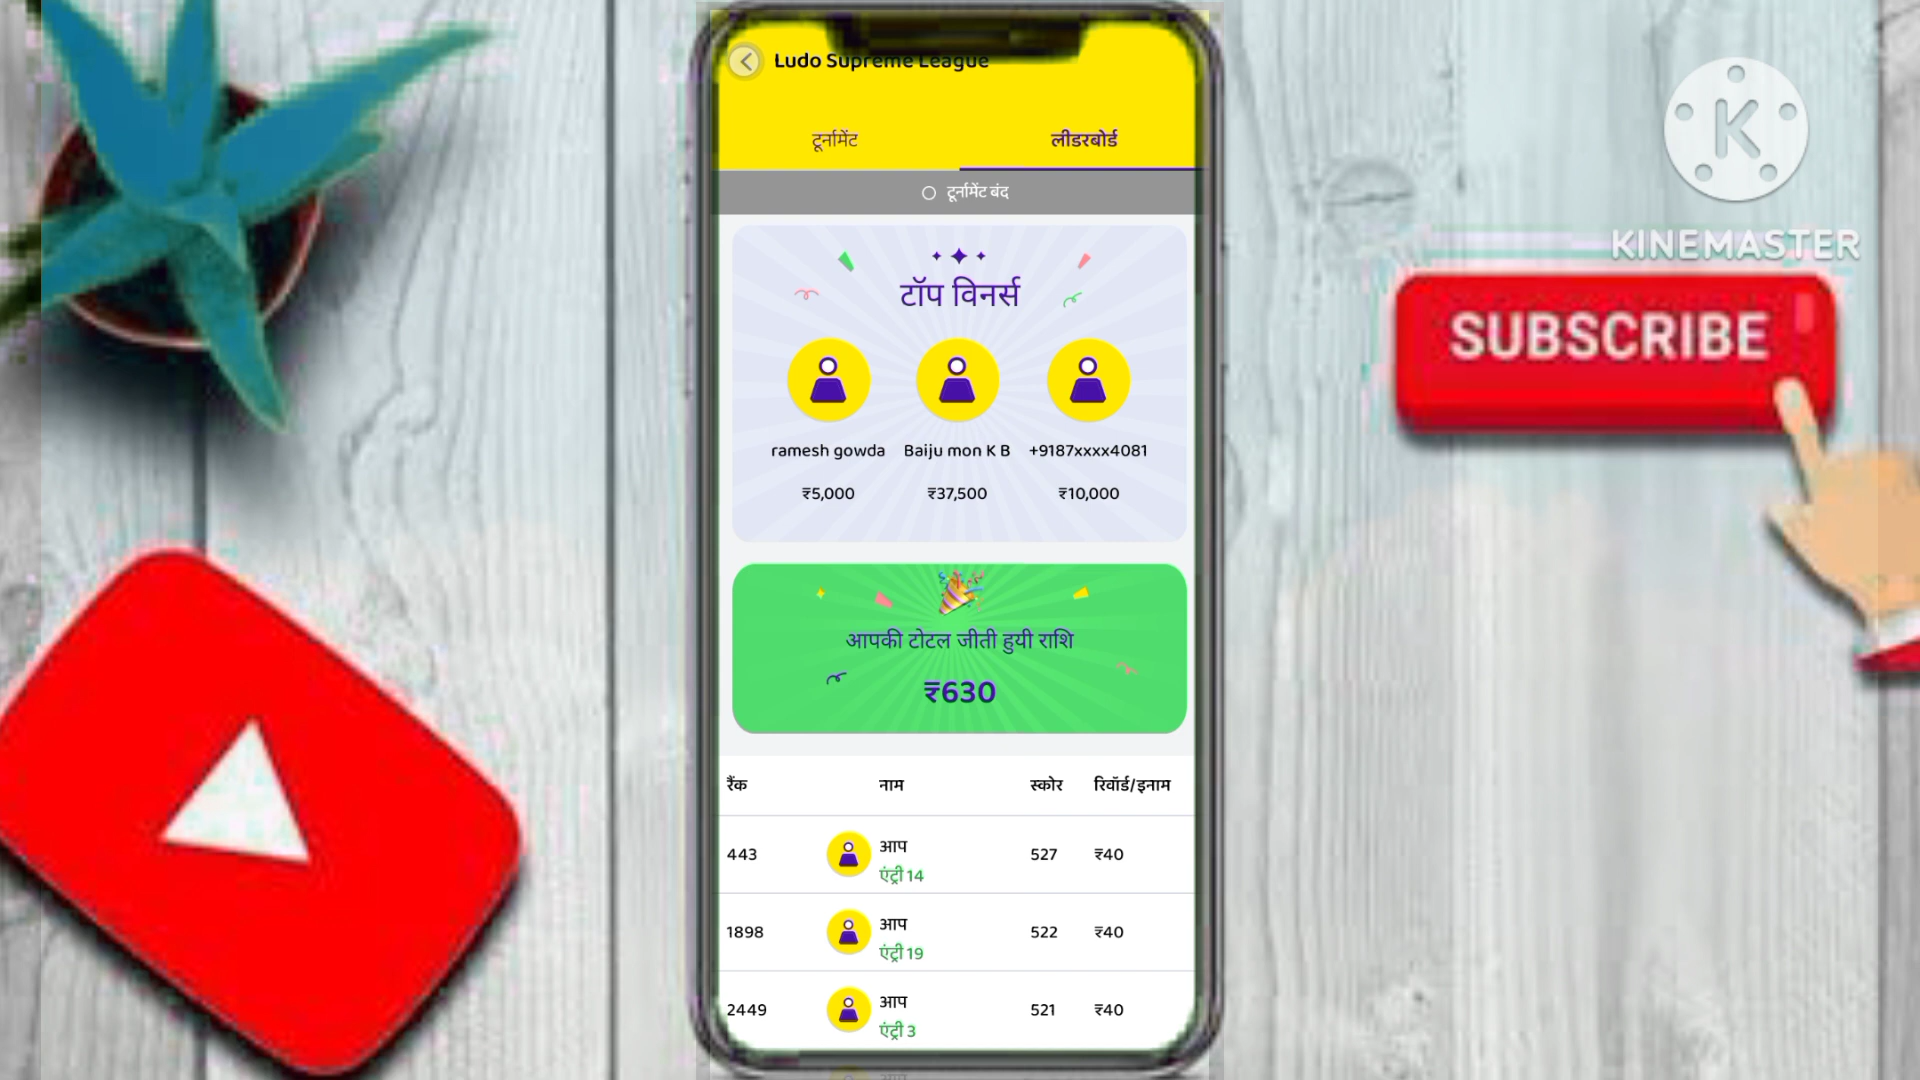 Ludo Supreme League
टूर्नामेंट लीडरबोर्ड
टूर्नामेंट बंद
टॉप विनर्स
ramesh gowda Baiju mon K B +9187xxxx4081
₹5,000 ₹37,500 ₹10,000
आपकी टोटल जीती हुयी राशि
₹630
रैंक नाम स्कोर रिवॉर्ड/इनाम
443 आप 527 ₹40
एंट्री 14
1898 आप 522 ₹40
एंट्री 19
2449 आप 521 ₹40
एंट्री 3
K
KINEMASTER
SUBSCRIBE